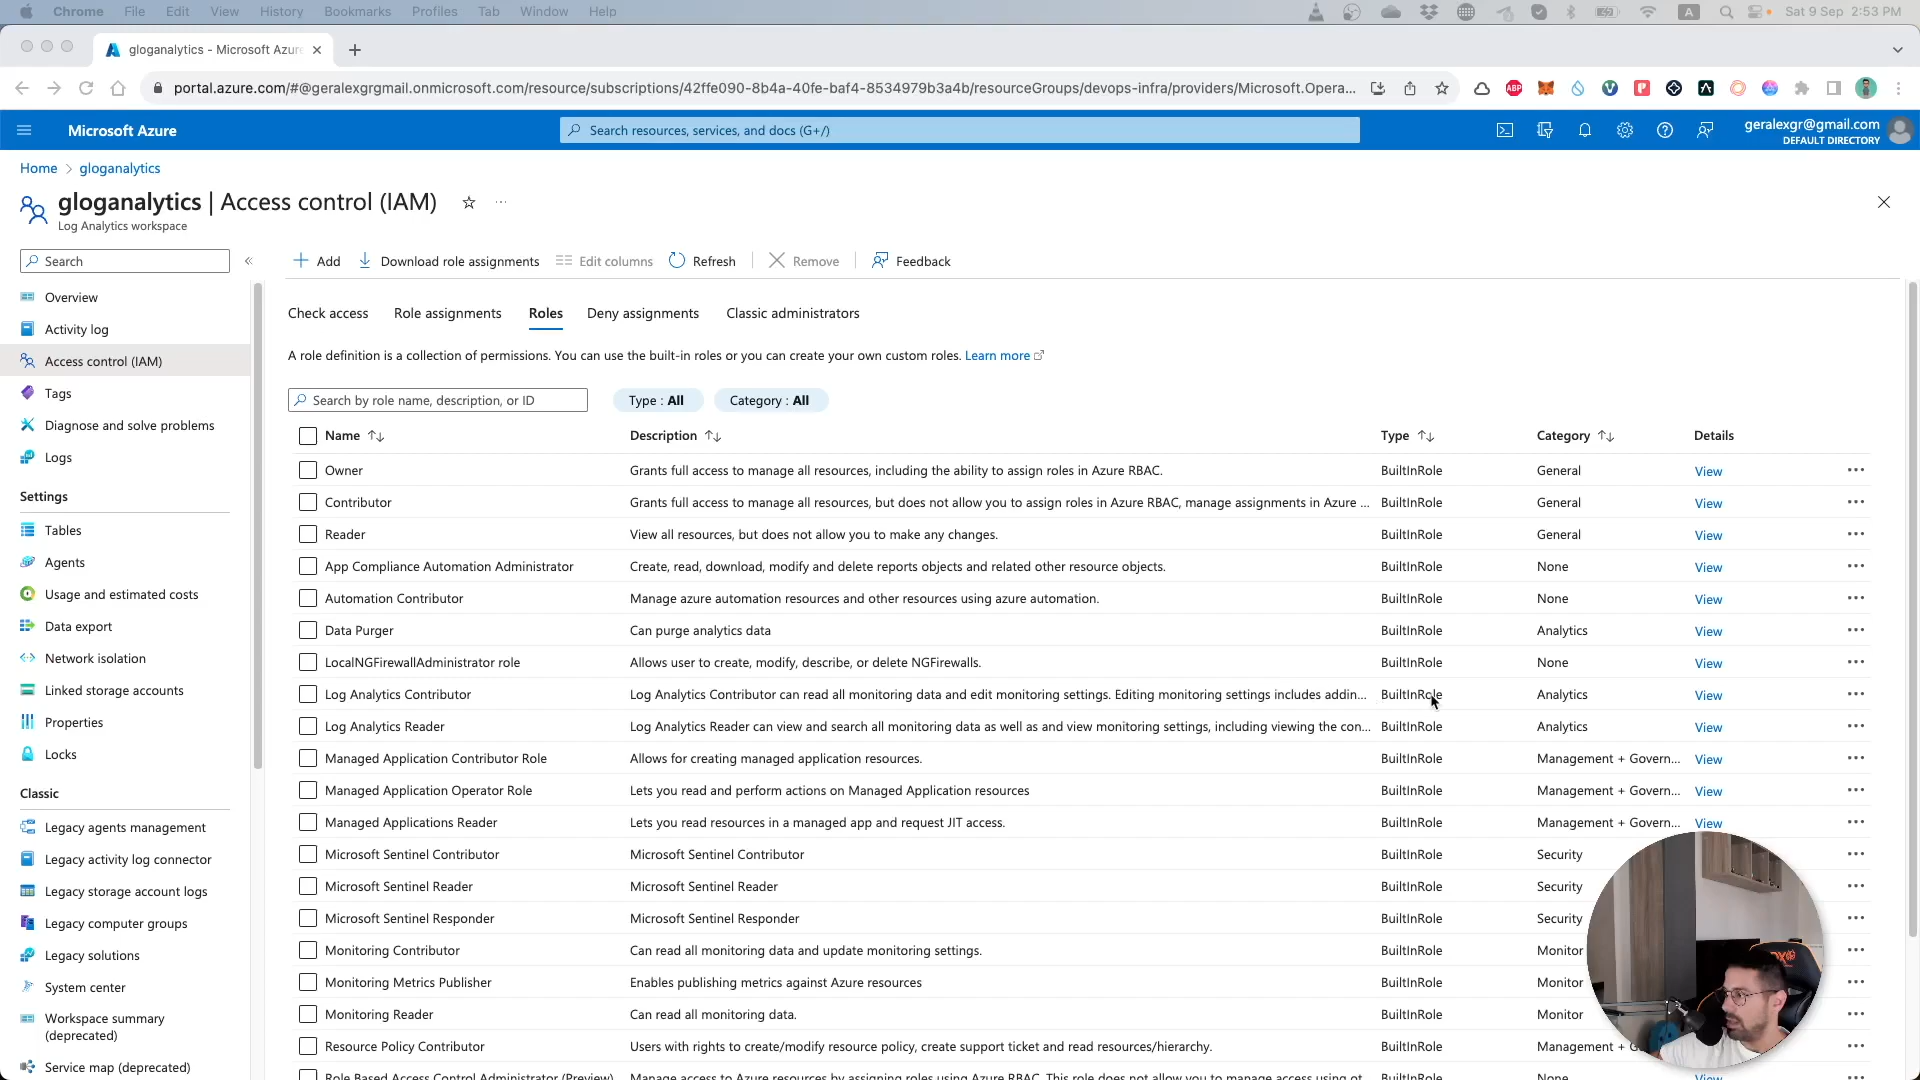 Chrome File Edit View History Bookmarks Profiles Tab Window Help
A Sat 9 Sep 2:53 PM
gloganalytics - Microsoft Azure
portal.azure.com/#@geralexgrgmail.onmicrosoft.com/resource/subscriptions/42ffe090-8b4a-40fe-baf4-8534979b3a4b/resourceGroups/devops-infra/providers/Microsoft.Opera...
ABP
Microsoft Azure
Search resources, services, and docs (G+/)
geralexgr@gmail.com
DEFAULT DIRECTORY
Home > gloganalytics
gloganalytics | Access control (IAM)
Log Analytics workspace
Search
Overview
Activity log
Access control (IAM)
Tags
Diagnose and solve problems
Logs
Settings
Tables
Agents
Usage and estimated costs
Data export
Network isolation
Linked storage accounts
Properties
Locks
Classic
Legacy agents management
Legacy activity log connector
Legacy storage account logs
Legacy computer groups
Legacy solutions
System center
Workspace summary
(deprecated)
Service map (deprecated)
Add Download role assignments Edit columns Refresh Remove Feedback
Check access Role assignments Roles Deny assignments Classic administrators
A role definition is a collection of permissions. You can use the built-in roles or you can create your own custom roles. Learn more
Search by role name, description, or ID Type : All Category : All
Name Description Type Category Details
Owner Grants full access to manage all resources, including the ability to assign roles in Azure RBAC. BuiltInRole General View
Contributor Grants full access to manage all resources, but does not allow you to assign roles in Azure RBAC, manage assignments in Azure ... BuiltInRole General View
Reader View all resources, but does not allow you to make any changes. BuiltInRole General View
App Compliance Automation Administrator Create, read, download, modify and delete reports objects and related other resource objects. BuiltInRole None View
Automation Contributor Manage azure automation resources and other resources using azure automation. BuiltInRole None View
Data Purger Can purge analytics data BuiltInRole Analytics View
LocalNGFirewallAdministrator role Allows user to create, modify, describe, or delete NGFirewalls. BuiltInRole None View
Log Analytics Contributor Log Analytics Contributor can read all monitoring data and edit monitoring settings. Editing monitoring settings includes addin... BuiltInRole Analytics View
Log Analytics Reader Log Analytics Reader can view and search all monitoring data as well as and view monitoring settings, including viewing the con... BuiltInRole Analytics View
Managed Application Contributor Role Allows for creating managed application resources. BuiltInRole Management + Govern... View
Managed Application Operator Role Lets you read and perform actions on Managed Application resources BuiltInRole Management + Govern... View
Managed Applications Reader Lets you read resources in a managed app and request JIT access. BuiltInRole Management + Govern... View
Microsoft Sentinel Contributor Microsoft Sentinel Contributor BuiltInRole Security
Microsoft Sentinel Reader Microsoft Sentinel Reader BuiltInRole Security
Microsoft Sentinel Responder Microsoft Sentinel Responder BuiltInRole Security
Monitoring Contributor Can read all monitoring data and update monitoring settings. BuiltInRole Monitor
Monitoring Metrics Publisher Enables publishing metrics against Azure resources BuiltInRole Monitor
Monitoring Reader Can read all monitoring data. BuiltInRole Monitor
Resource Policy Contributor Users with rights to create/modify resource policy, create support ticket and read resources/hierarchy. BuiltInRole Management + G
Role Based Access Control Administrator (Preview) Manage access to Azure resources by assigning roles using Azure RBAC. This role does not allow you to manage access using ot BuiltInRole None View